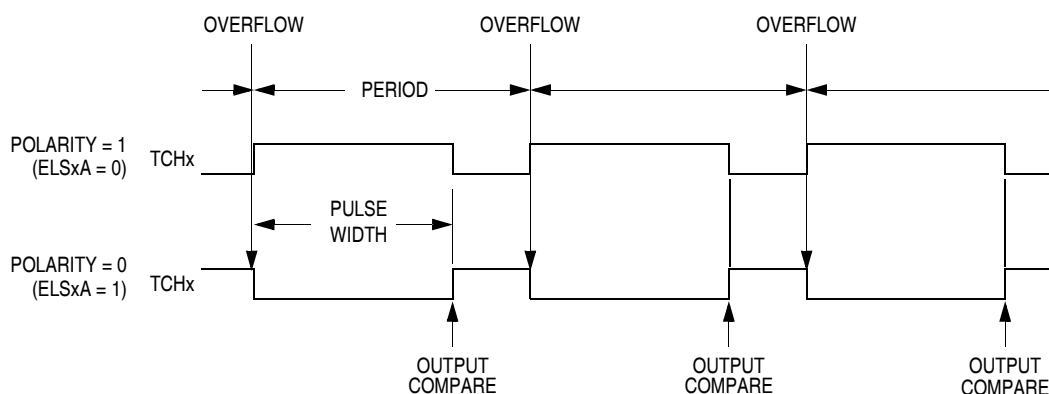 OVERFLOW
OVERFLOW
OVERFLOW
PERIOD
POLARITY = 1
(ELSxA = 0)
TCHx
PULSE
WIDTH
POLARITY = 0
(ELSxA = 1)
TCHx
OUTPUT
COMPARE
OUTPUT
COMPARE
OUTPUT
COMPARE